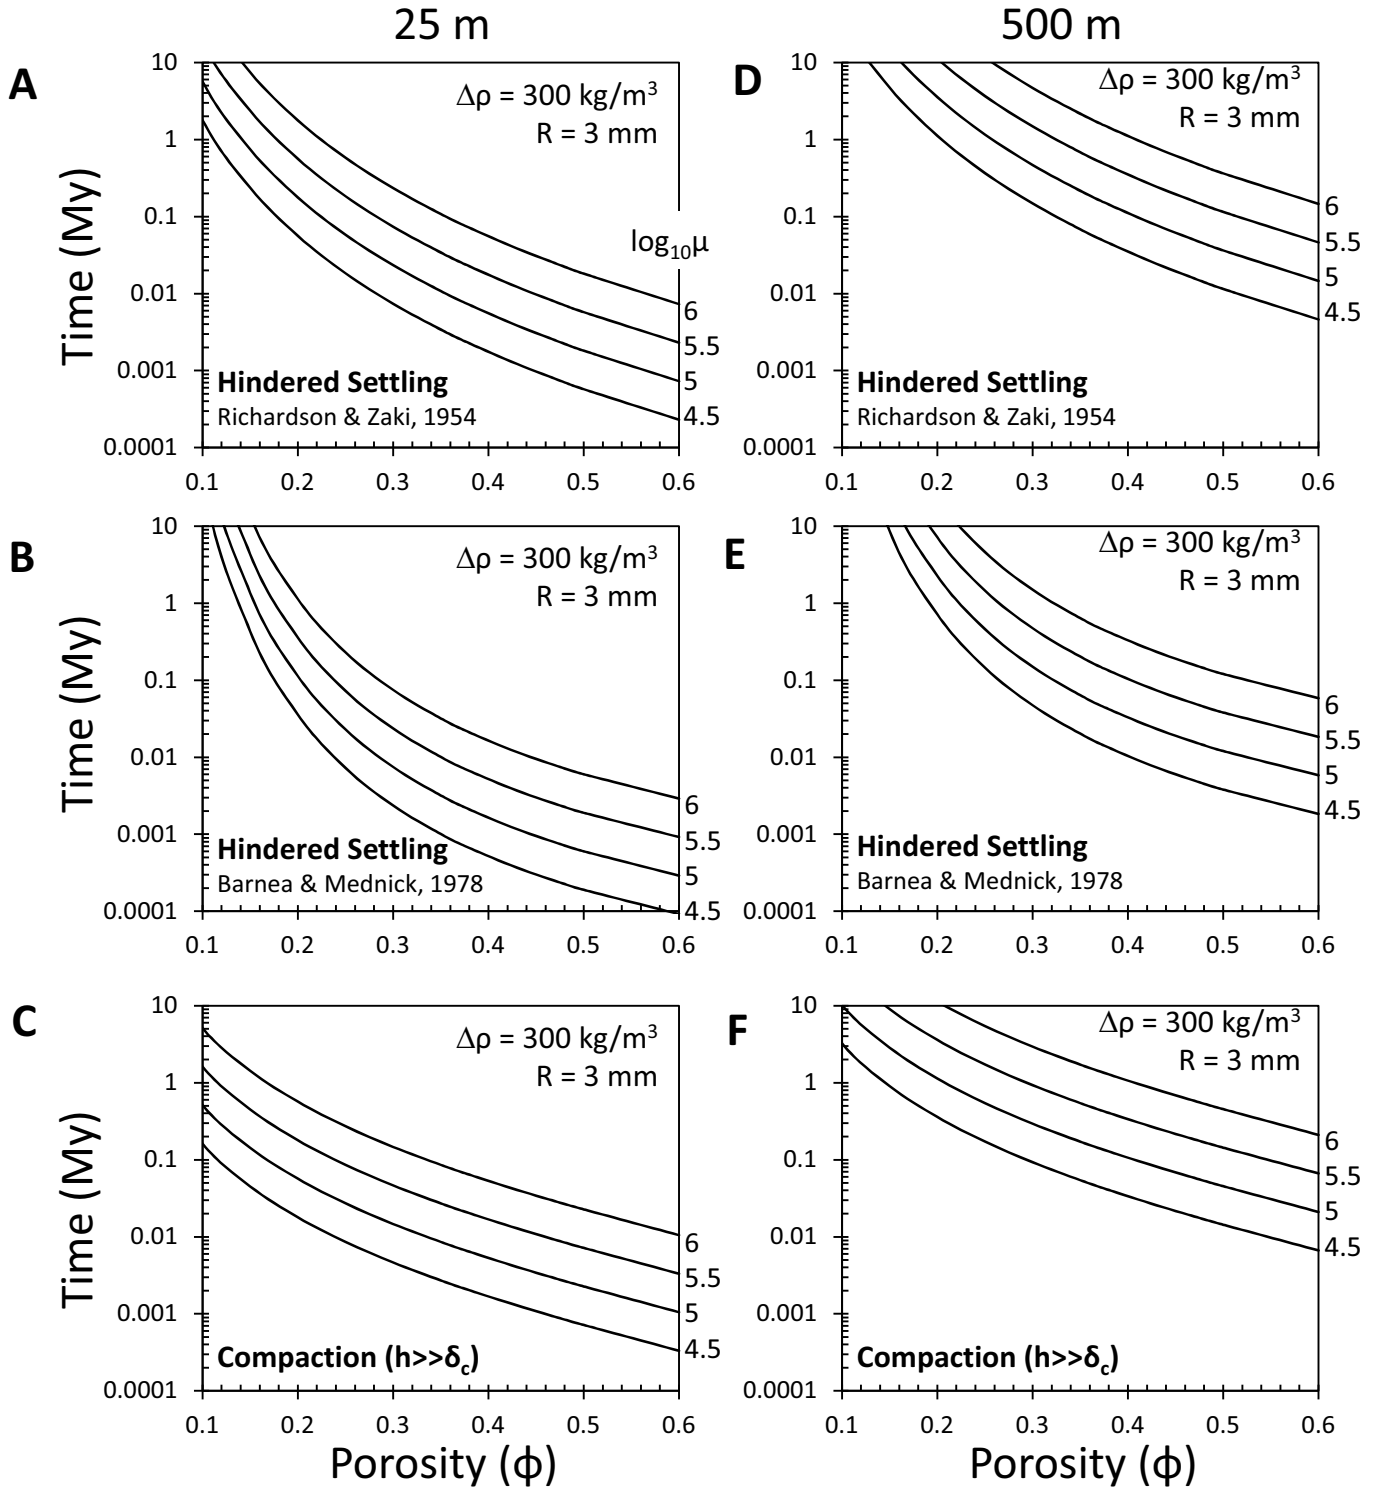 25 m
500 m
A
Δρ = 300 kg/m³
R = 3 mm
log₁₀μ
Time (My)
10
1
0.1
0.01
0.001
0.0001
6
5.5
5
4.5
Hindered Settling
Richardson & Zaki, 1954
0.1 0.2 0.3 0.4 0.5 0.6
D
Δρ = 300 kg/m³
R = 3 mm
10
1
0.1
0.01
0.001
0.0001
6
5.5
5
4.5
Hindered Settling
Richardson & Zaki, 1954
0.1 0.2 0.3 0.4 0.5 0.6
B
Δρ = 300 kg/m³
R = 3 mm
Time (My)
10
1
0.1
0.01
0.001
0.0001
6
5.5
5
4.5
Hindered Settling
Barnea & Mednick, 1978
0.1 0.2 0.3 0.4 0.5 0.6
E
Δρ = 300 kg/m³
R = 3 mm
10
1
0.1
0.01
0.001
0.0001
6
5.5
5
4.5
Hindered Settling
Barnea & Mednick, 1978
0.1 0.2 0.3 0.4 0.5 0.6
C
Δρ = 300 kg/m³
R = 3 mm
Time (My)
10
1
0.1
0.01
0.001
0.0001
6
5.5
5
4.5
Compaction (h>>δc)
0.1 0.2 0.3 0.4 0.5 0.6
Porosity (ϕ)
F
Δρ = 300 kg/m³
R = 3 mm
10
1
0.1
0.01
0.001
0.0001
6
5.5
5
4.5
Compaction (h>>δc)
0.1 0.2 0.3 0.4 0.5 0.6
Porosity (ϕ)